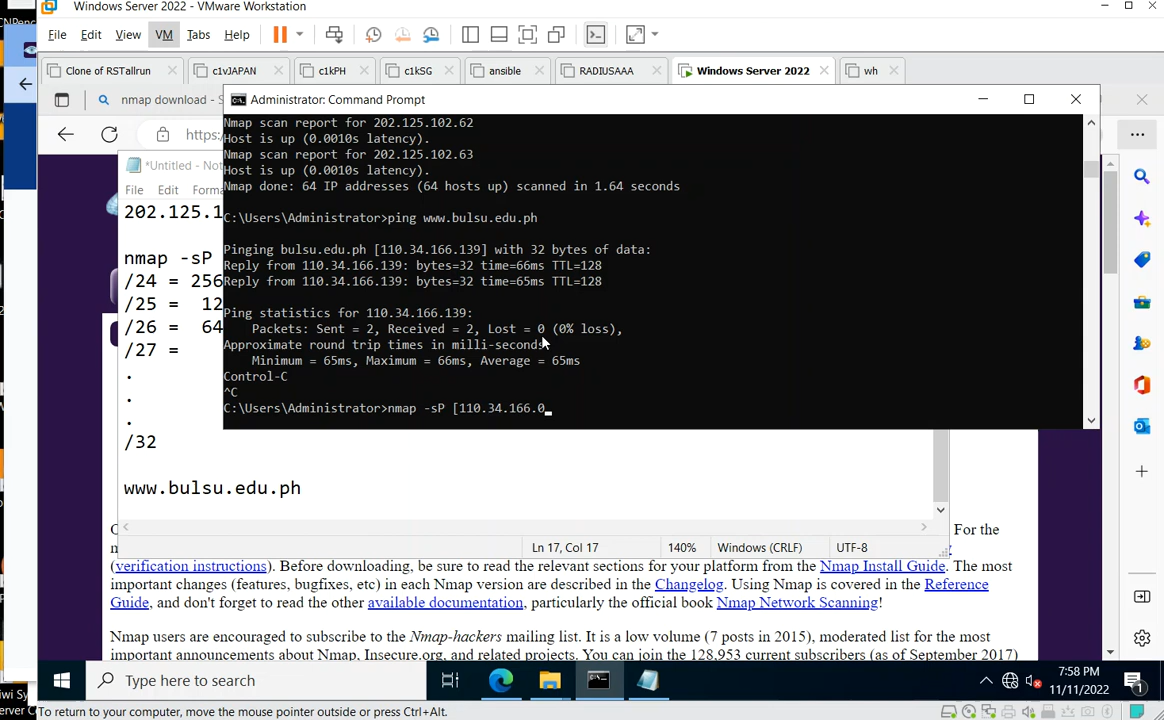 Windows Server 2022 - VMware Workstation
File Edit View VM Tabs Help
Clone of RSTallrun c1vJAPAN c1kPH c1kSG ansible RADIUSAAA Windows Server 2022 wh
nmap download - S
Administrator: Command Prompt
https:
Nmap scan report for 202.125.102.62
Host is up (0.0010s latency).
Nmap scan report for 202.125.102.63
Host is up (0.0010s latency).
Nmap done: 64 IP addresses (64 hosts up) scanned in 1.64 seconds
C:\Users\Administrator>ping www.bulsu.edu.ph
Pinging bulsu.edu.ph [110.34.166.139] with 32 bytes of data:
Reply from 110.34.166.139: bytes=32 time=66ms TTL=128
Reply from 110.34.166.139: bytes=32 time=65ms TTL=128
Ping statistics for 110.34.166.139:
Packets: Sent = 2, Received = 2, Lost = 0 (0% loss),
Approximate round trip times in milli-seconds
Minimum = 65ms, Maximum = 66ms, Average = 65ms
Control-C
^C
C:\Users\Administrator>nmap -sP [110.34.166.0_
*Untitled - Not
File Edit Forma
202.125.1
nmap -sP
/24 = 256
/25 = 12
/26 = 64
/27 =
.
.
.
/32
www.bulsu.edu.ph
Ln 17, Col 17 140% Windows (CRLF) UTF-8
For the
(verification instructions). Before downloading, be sure to read the relevant sections for your platform from the Nmap Install Guide. The most
important changes (features, bugfixes, etc) in each Nmap version are described in the Changelog. Using Nmap is covered in the Reference
Guide, and don't forget to read the other available documentation, particularly the official book Nmap Network Scanning!
Nmap users are encouraged to subscribe to the Nmap-hackers mailing list. It is a low volume (7 posts in 2015), moderated list for the most
important announcements about Nmap, Insecure.org, and related projects. You can join the 128,953 current subscribers (as of September 2017)
Type here to search
7:58 PM
11/11/2022
1
To return to your computer, move the mouse pointer outside or press Ctrl+Alt.